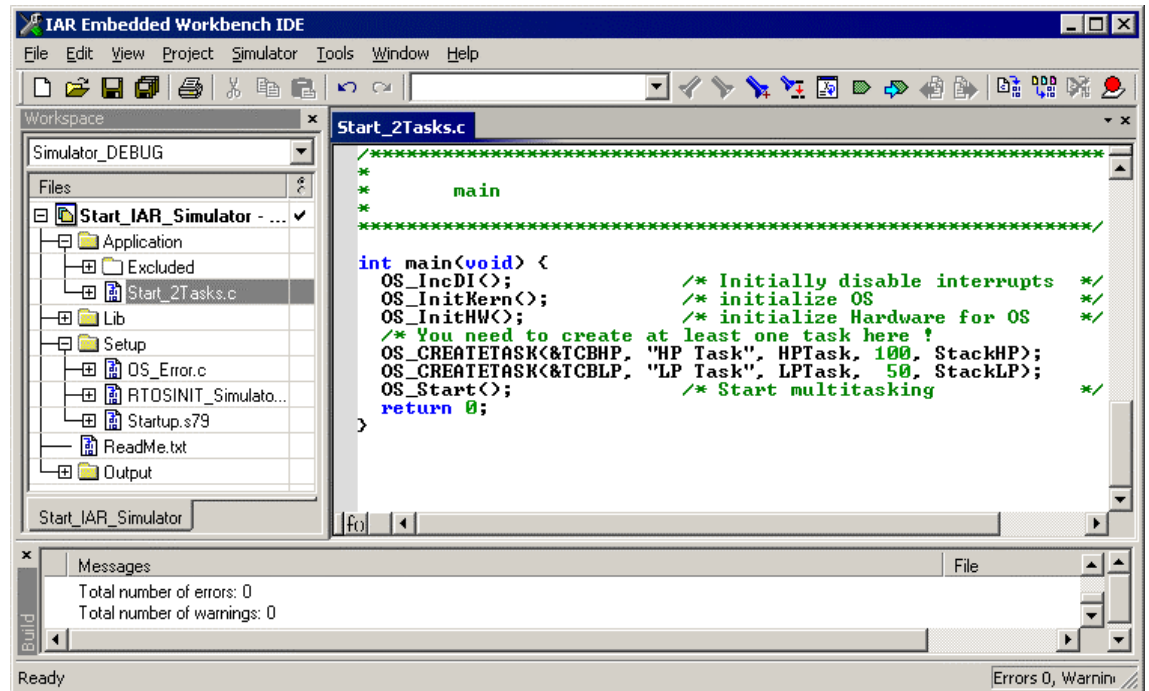 IAR Embedded Workbench IDE
File Edit View Project Simulator Tools Window Help
Workspace
Simulator_DEBUG
Files
Start_IAR_Simulator - ...
Application
Excluded
Start_2Tasks.c
Lib
Setup
OS_Error.c
RTOSINIT_Simulato...
Startup.s79
ReadMe.txt
Output
Start_IAR_Simulator
Start_2Tasks.c
/*************************************************************
*
*       main
*
*************************************************************/
int main(void) {
OS_IncDI();              /* Initially disable interrupts  */
OS_InitKern();           /* initialize OS                 */
OS_InitHW();             /* initialize Hardware for OS    */
/* You need to create at least one task here !
OS_CREATETASK(&TCBHP, "HP Task", HPTask, 100, StackHP);
OS_CREATETASK(&TCBLP, "LP Task", LPTask,  50, StackLP);
OS_Start();              /* Start multitasking            */
return 0;
}
f()
Build
Messages File
Total number of errors: 0
Total number of warnings: 0
Ready
Errors 0, Warnin